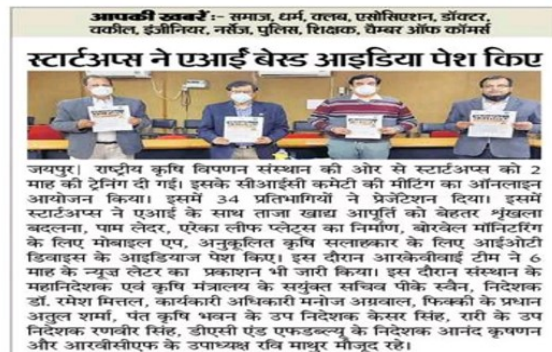 आपकी खबरें :- समाज, धर्म, क्लब, एसोसिएशन, डॉक्टर,
वकील, इंजीनियर, नर्सेज, पुलिस, शिक्षक, चैम्बर ऑफ कॉमर्स
स्टार्टअप्स ने एआई बेस्ड आइडिया पेश किए
जयपुर| राष्ट्रीय कृषि विपणन संस्थान की ओर से स्टार्टअप्स को 2
माह की ट्रेनिंग दी गई। इसके सीआईसी कमेटी की मीटिंग का ऑनलाइन
आयोजन किया। इसमें 34 प्रतिभागियों ने प्रेजेंटेशन दिया। इसमें
स्टार्टअप्स ने एआई के साथ ताजा खाद्य आपूर्ति को बेहतर शृंखला
बदलना, पाम लेदर, ऐरेका लीफ प्लेट्स का निर्माण, बोरवेल मॉनिटरिंग
के लिए मोबाइल एप, अनुकूलित कृषि सलाहकार के लिए आईओटी
डिवाइस के आइडियाज पेश किए। इस दौरान आरकेवीवाई टीम ने 6
माह के न्यूज लेटर का प्रकाशन भी जारी किया। इस दौरान संस्थान के
महानिदेशक एवं कृषि मंत्रालय के सयुंक्त सचिव पीके स्वैन, निदेशक
डॉ. रमेश मित्तल, कार्यकारी अधिकारी मनोज अग्रवाल, फिक्की के प्रधान
अतुल शर्मा, पंत कृषि भवन के उप निदेशक केसर सिंह, रारी के उप
निदेशक रणवीर सिंह, डीएसी एंड एफडब्ल्यू के निदेशक आनंद कृषणन
और आरवीसीएफ के उपाध्यक्ष रवि माथुर मौजूद रहे।